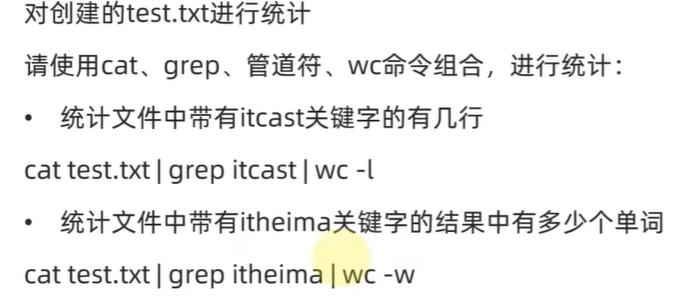 对创建的test.txt进行统计
请使用cat、grep、管道符、wc命令组合，进行统计：
• 统计文件中带有itcast关键字的有几行
cat test.txt | grep itcast | wc -l
• 统计文件中带有itheima关键字的结果中有多少个单词
cat test.txt | grep itheima | wc -w